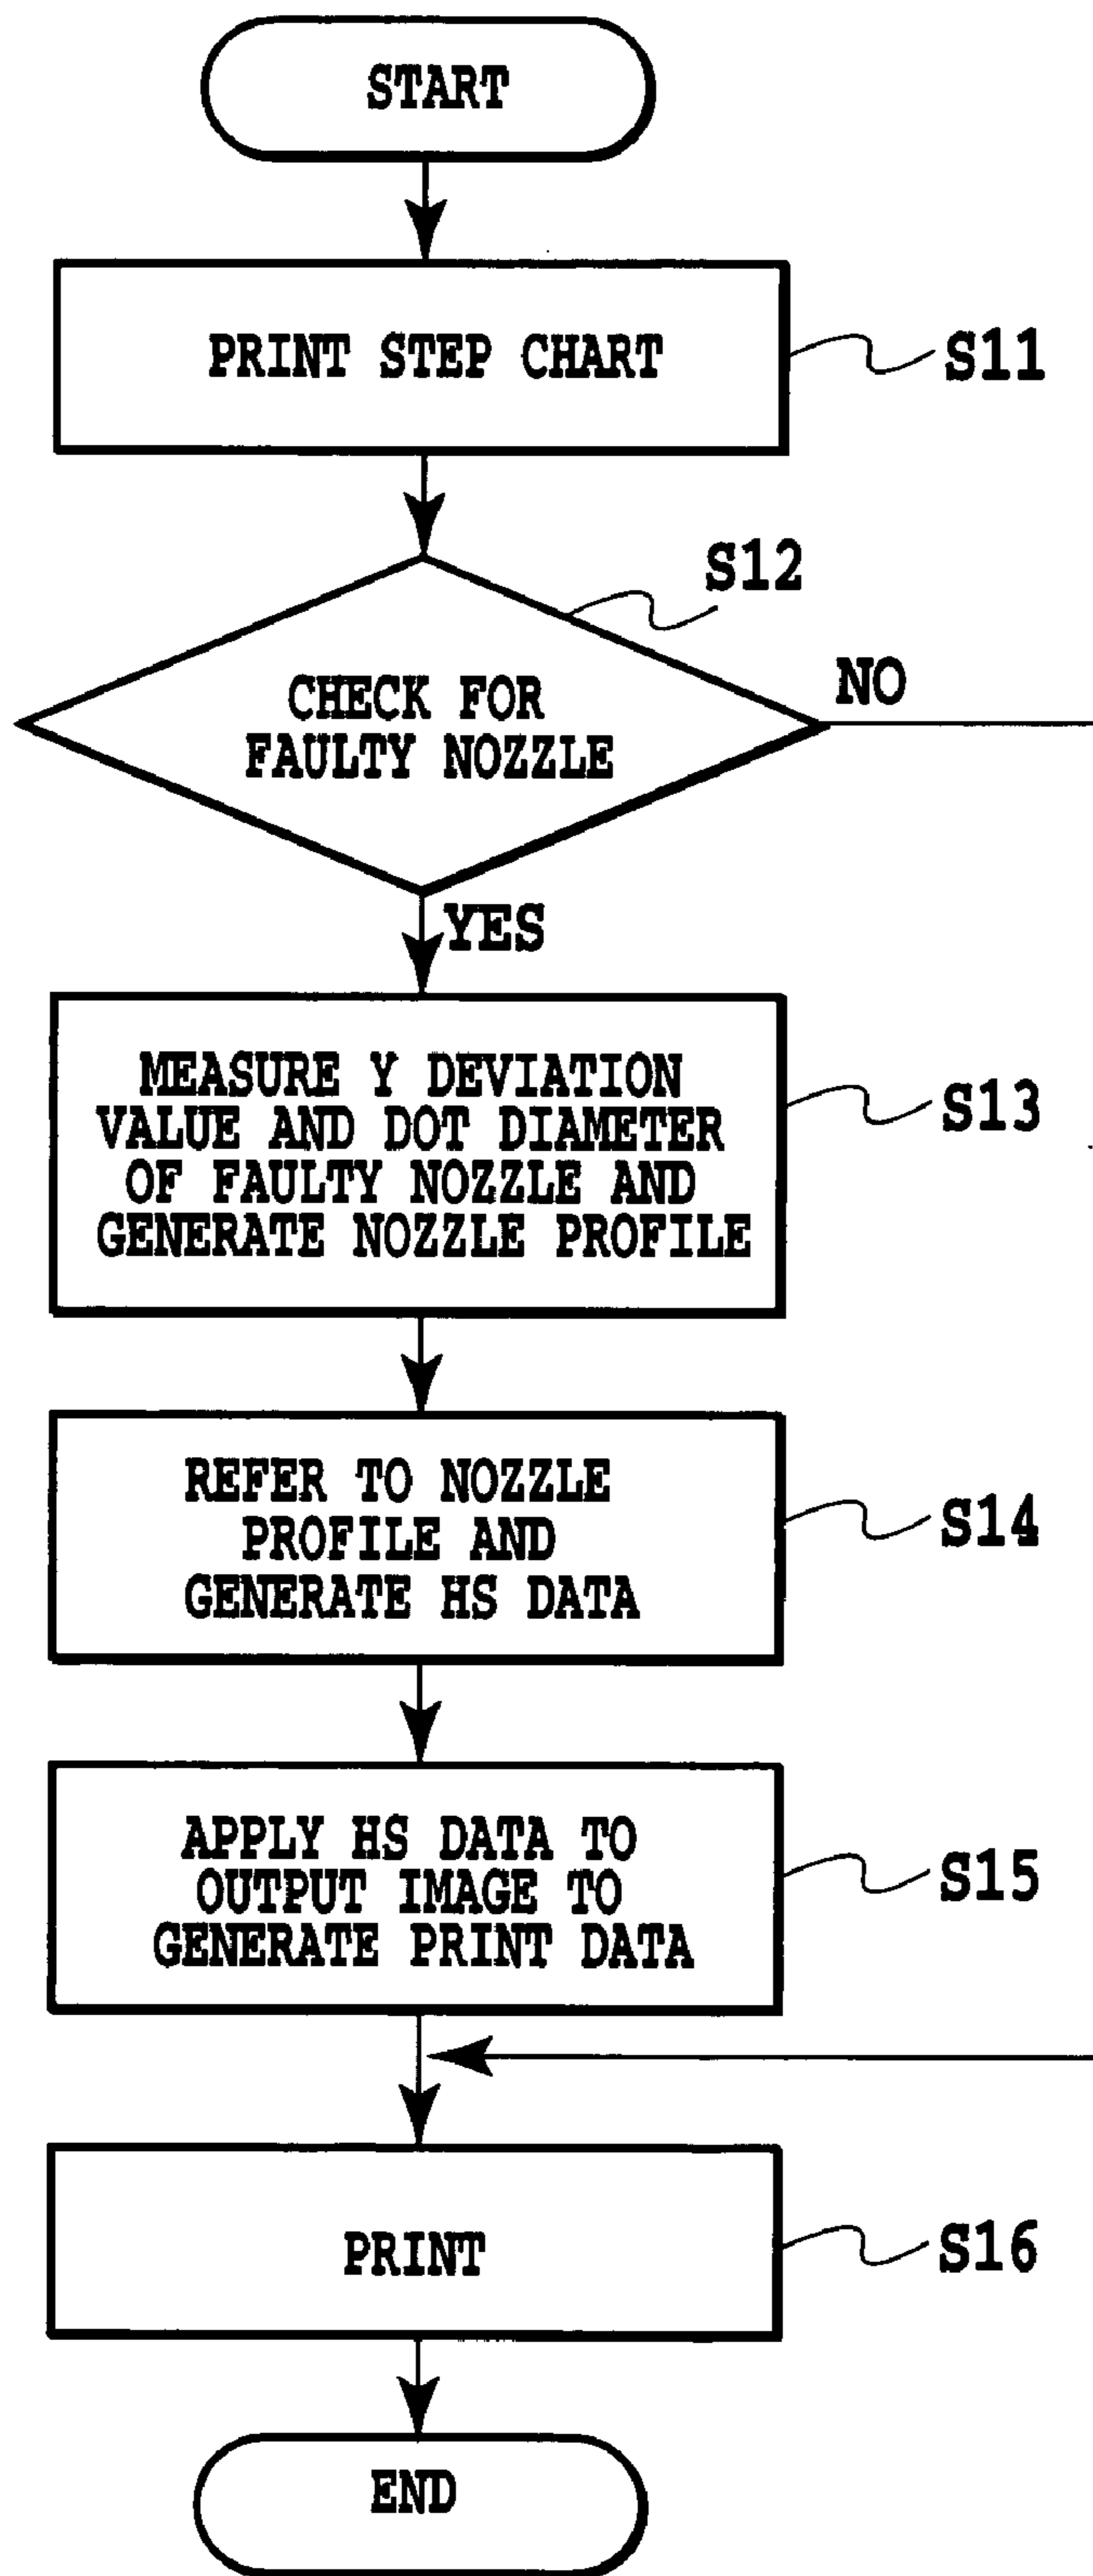 START
PRINT STEP CHART
S11
S12
CHECK FOR
FAULTY NOZZLE
NO
YES
MEASURE Y DEVIATION
VALUE AND DOT DIAMETER
OF FAULTY NOZZLE AND
GENERATE NOZZLE PROFILE
S13
REFER TO NOZZLE
PROFILE AND
GENERATE HS DATA
S14
APPLY HS DATA TO
OUTPUT IMAGE TO
GENERATE PRINT DATA
S15
PRINT
S16
END